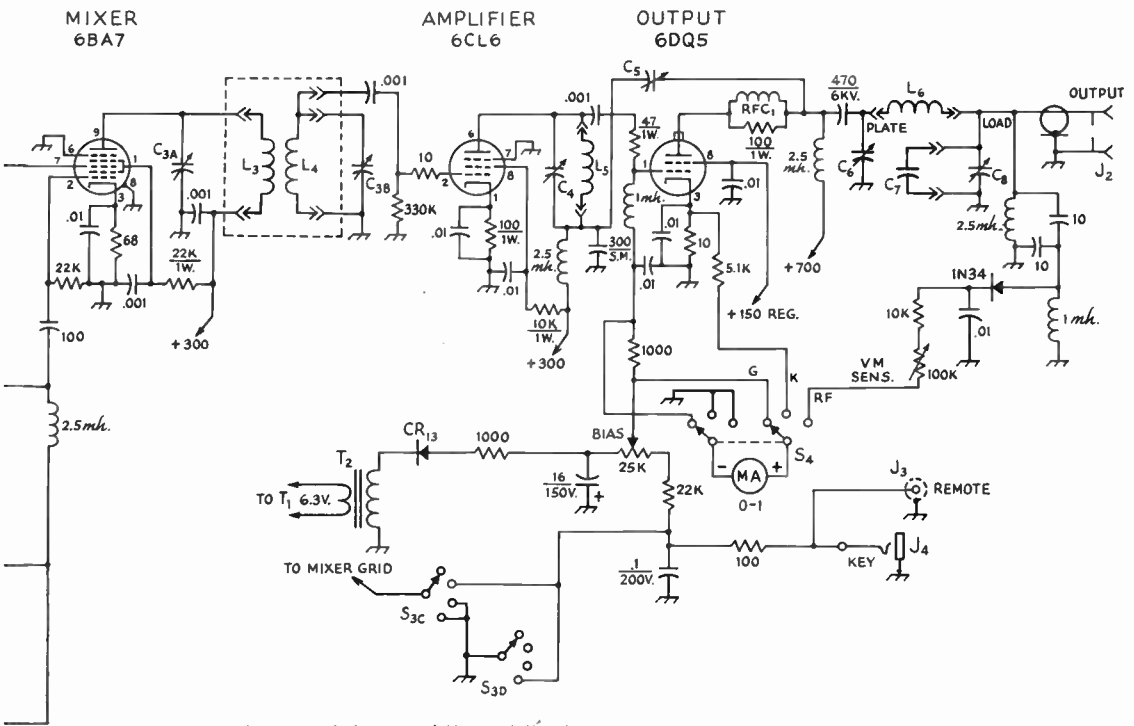 MIXER
6BA7
AMPLIFIER
6CL6
OUTPUT
6DQ5
9
6
7
2
1
8
3
C3A
.001
.01
68
22K
.001
22K
1W.
+300
100
2.5mh.
L3
L4
.001
C3B
330K
10
6
7
8
2
1
.01
100
1W.
.01
2.5
mh.
10K
1W.
+300
C4
L5
.001
300
S.M.
C5
47
1W.
1mh.
1
8
3
.01
.01
10
.01
5.1K
+150 REG.
RFC1
100
1W.
2.5
mh.
+700
470
6KV.
PLATE
C6
L6
C7
LOAD
C8
OUTPUT
J2
2.5mh.
10
10
1N34
1mh.
.01
10K
VM
SENS.
100K
1000
G
K
RF
S4
-
MA
+
0-1
BIAS
25K
CR13
1000
T2
TO T1 6.3V.
16
150V.
+
22K
J3
REMOTE
100
KEY
J4
.1
200V.
TO MIXER GRID
S3C
S3D